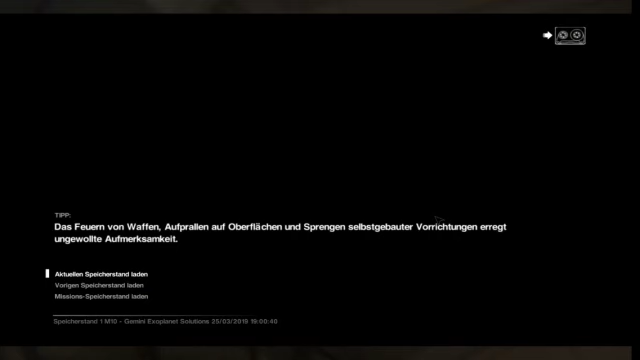 TIPP:
Das Feuern von Waffen, Aufprallen auf Oberflächen und Sprengen selbstgebauter Vorrichtungen erregt
ungewollte Aufmerksamkeit.
Aktuellen Speicherstand laden
Vorigen Speicherstand laden
Missions-Speicherstand laden
Speicherstand 1 M10 - Gemini Exoplanet Solutions 25/03/2019 19:00:40